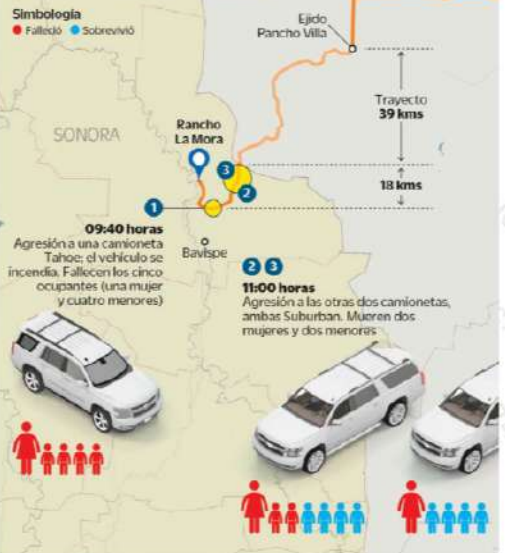 Simbología
Falleció Sobrevivió
Ejido
Pancho Villa
Trayecto
39 kms
SONORA
Rancho
La Mora
3
2
18 kms
1
09:40 horas
Agresión a una camioneta
Tahoe; el vehículo se
incendia. Fallecen los cinco
ocupantes (una mujer
y cuatro menores)
Bavispe
2 3
11:00 horas
Agresión a las otras dos camionetas,
ambas Suburban. Mueren dos
mujeres y dos menores